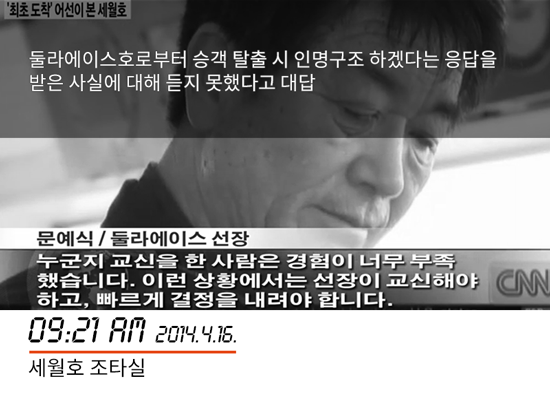 '최초 도착' 어선이 본 세월호
둘라에이스호로부터 승객 탈출 시 인명구조 하겠다는 응답을
받은 사실에 대해 듣지 못했다고 대답
문예식 / 둘라에이스 선장
누군지 교신을 한 사람은 경험이 너무 부족
했습니다. 이런 상황에서는 선장이 교신해야
하고, 빠르게 결정을 내려야 합니다.
CNN
09:21 AM 2014.4.16.
세월호 조타실